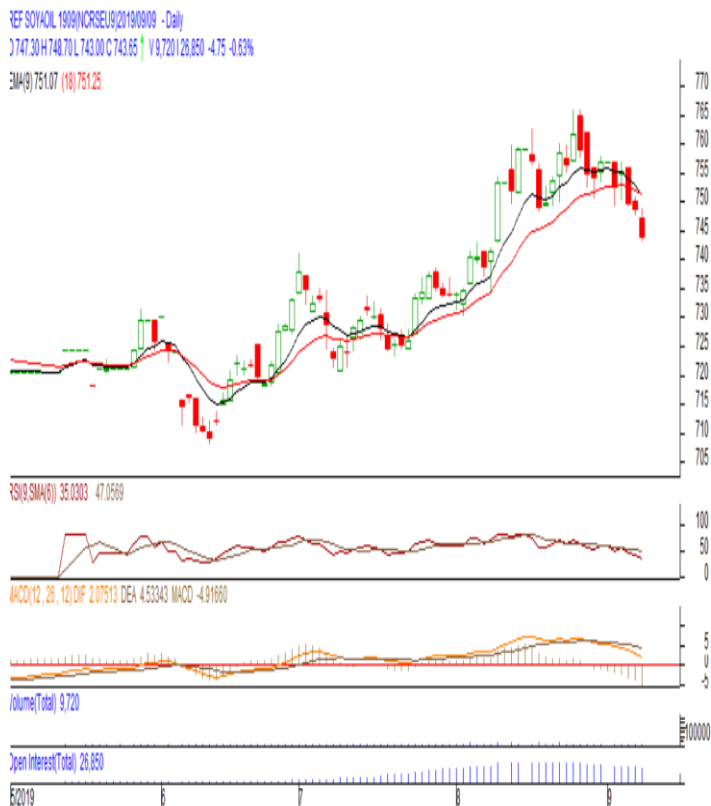 REF SOYAOIL 1909(NCRSEU9)2019/09/09 - Daily
O 747.30 H 748.70 L 743.00 C 743.65 V 9,720 I 26,850 -4.75 -0.63%
EMA(9) 751.07 (18) 751.25
770
765
760
755
750
745
740
735
730
725
720
715
710
705
RSI(9,SMA(6)) 35.0303 47.0569
100
50
0
MACD(12, 26, 12) DIF 2.07513 DEA 4.53343 MACD -4.91660
5
0
-5
Volume(Total) 9,720
100000
Open Interest(Total) 26,850
5/2019 6 7 8 9